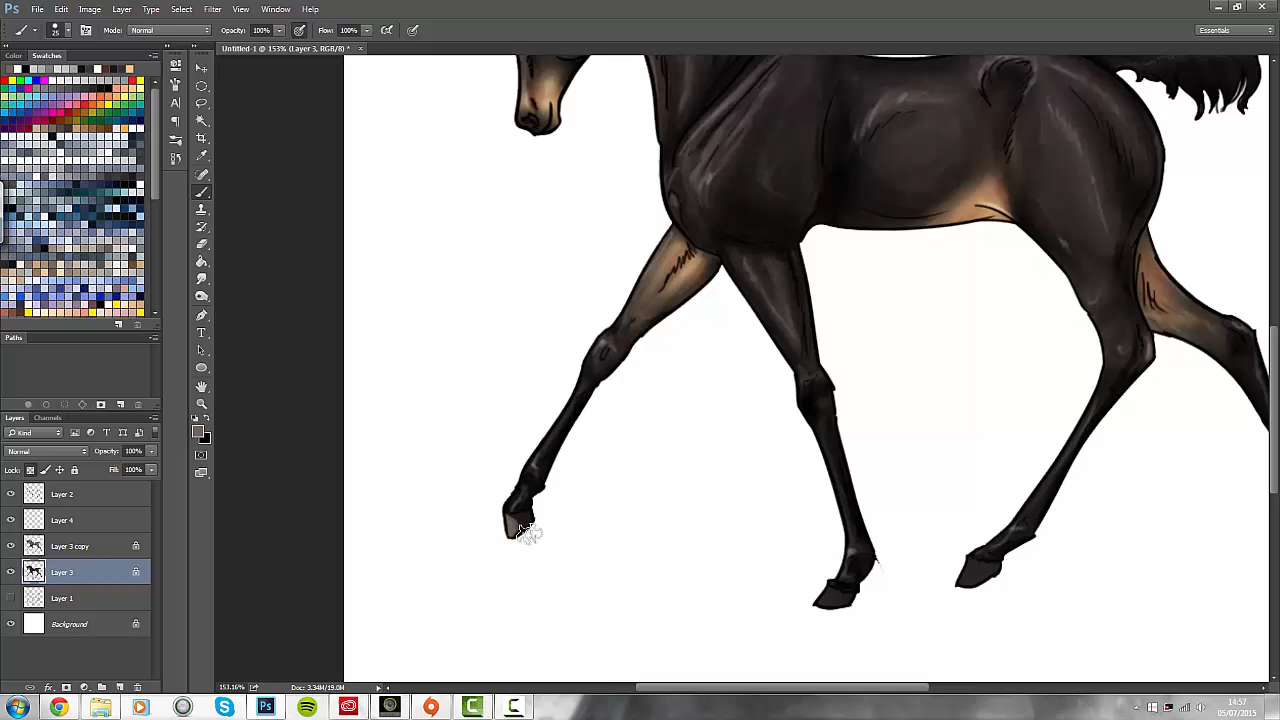 Ps File Edit Image Layer Type Select Filter View Window Help
25 Mode: Normal Opacity: 100% Flow: 100% Essentials
Untitled-1 @ 153% (Layer 3, RGB/8) * ×
Color Swatches
Paths
Layers Channels
Kind
Normal Opacity: 100%
Lock: Fill: 100%
Layer 2
Layer 4
Layer 3 copy
Layer 3
Layer 1
Background
fx
153.16% Doc: 3.34M/19.0M
14:57
05/07/2015